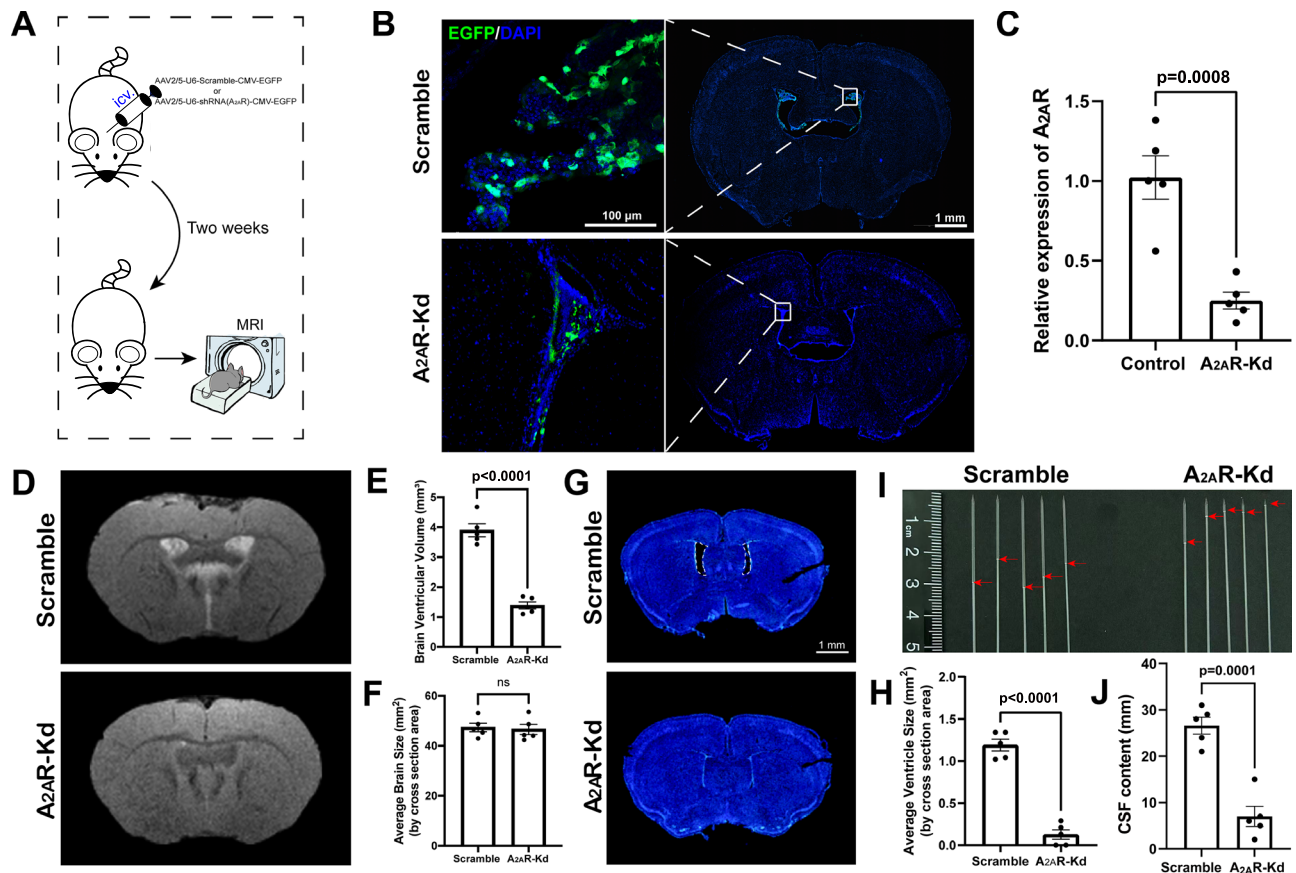 A
icv.
AAV2/5-U6-Scramble-CMV-EGFP
or
AAV2/5-U6-shRNA(A2AR)-CMV-EGFP
Two weeks
MRI
B
EGFP/DAPI
Scramble
100 µm
1 mm
A2AR-Kd
C
p=0.0008
Relative expression of A2AR
1.5
1.0
0.5
0.0
Control
A2AR-Kd
D
Scramble
A2AR-Kd
E
p<0.0001
Brain Ventricular Volume (mm³)
5
4
3
2
1
0
Scramble
A2AR-Kd
F
ns
Average Brain Size (mm²)
(by cross section area)
60
40
20
0
Scramble
A2AR-Kd
G
Scramble
1 mm
A2AR-Kd
I
Scramble
A2AR-Kd
1
cm
2
3
4
5
H
p<0.0001
Average Ventricle Size (mm²)
(by cross section area)
2.0
1.5
1.0
0.5
0.0
Scramble
A2AR-Kd
J
p=0.0001
CSF content (mm)
40
30
20
10
0
Scramble
A2AR-Kd